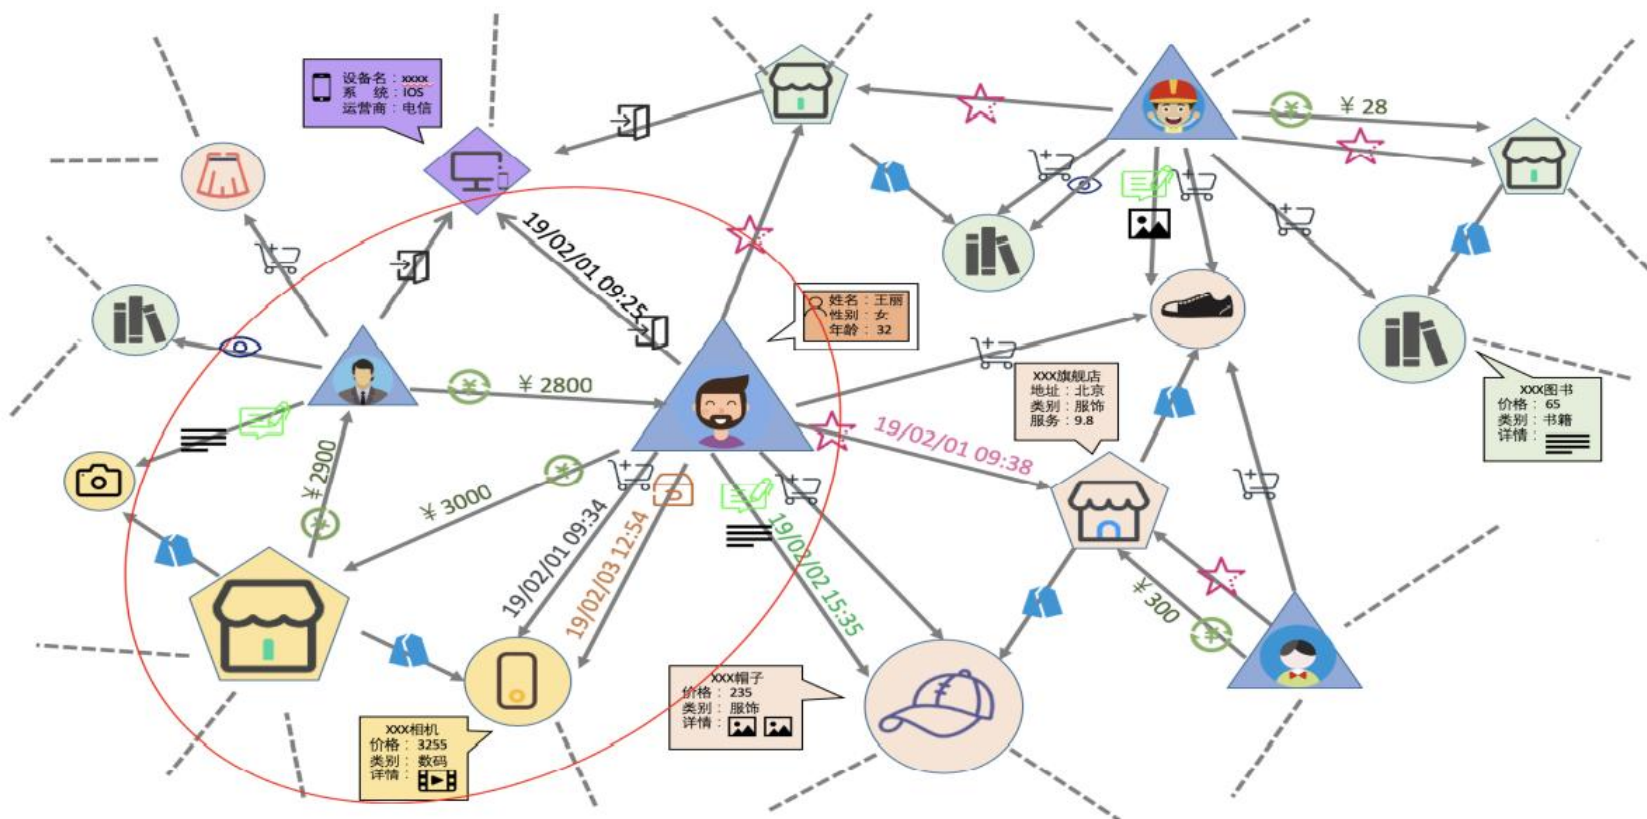 设备名：xxxx
系 统：IOS
运营商：电信
￥28
19/02/01 09:25
姓名：王丽
性别：女
年龄：32
￥2800
XXX旗舰店
地址：北京
类别：服饰
服务：9.8
XXX图书
价格：65
类别：书籍
详情：
19/02/01 09:38
￥2900
￥3000
19/02/01 09:34
19/02/03 12:54
19/02/02 15:35
￥300
XXX帽子
价格：235
类别：服饰
详情：
XXX相机
价格：3255
类别：数码
详情：